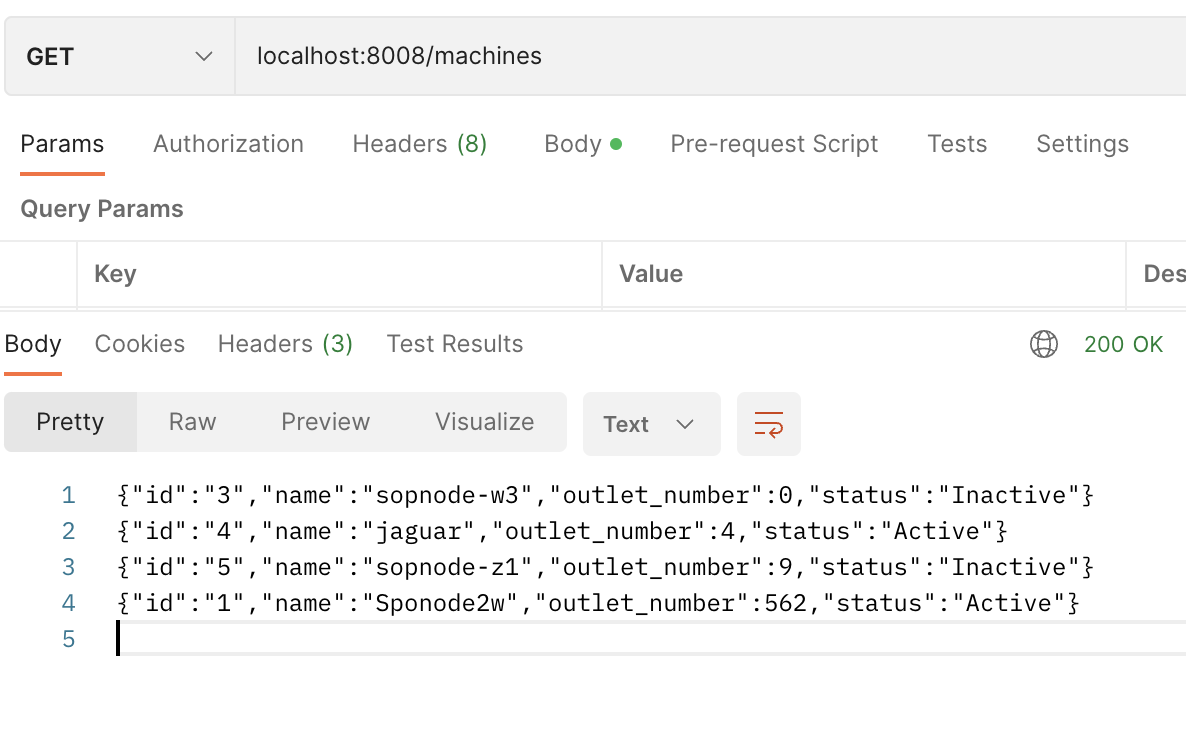 GET localhost:8008/machines
Params Authorization Headers (8) Body Pre-request Script Tests Settings
Query Params
Key Value Des
Body Cookies Headers (3) Test Results 200 OK
Pretty Raw Preview Visualize Text
1 {"id":"3","name":"sopnode-w3","outlet_number":0,"status":"Inactive"}
2 {"id":"4","name":"jaguar","outlet_number":4,"status":"Active"}
3 {"id":"5","name":"sopnode-z1","outlet_number":9,"status":"Inactive"}
4 {"id":"1","name":"Sponode2w","outlet_number":562,"status":"Active"}
5